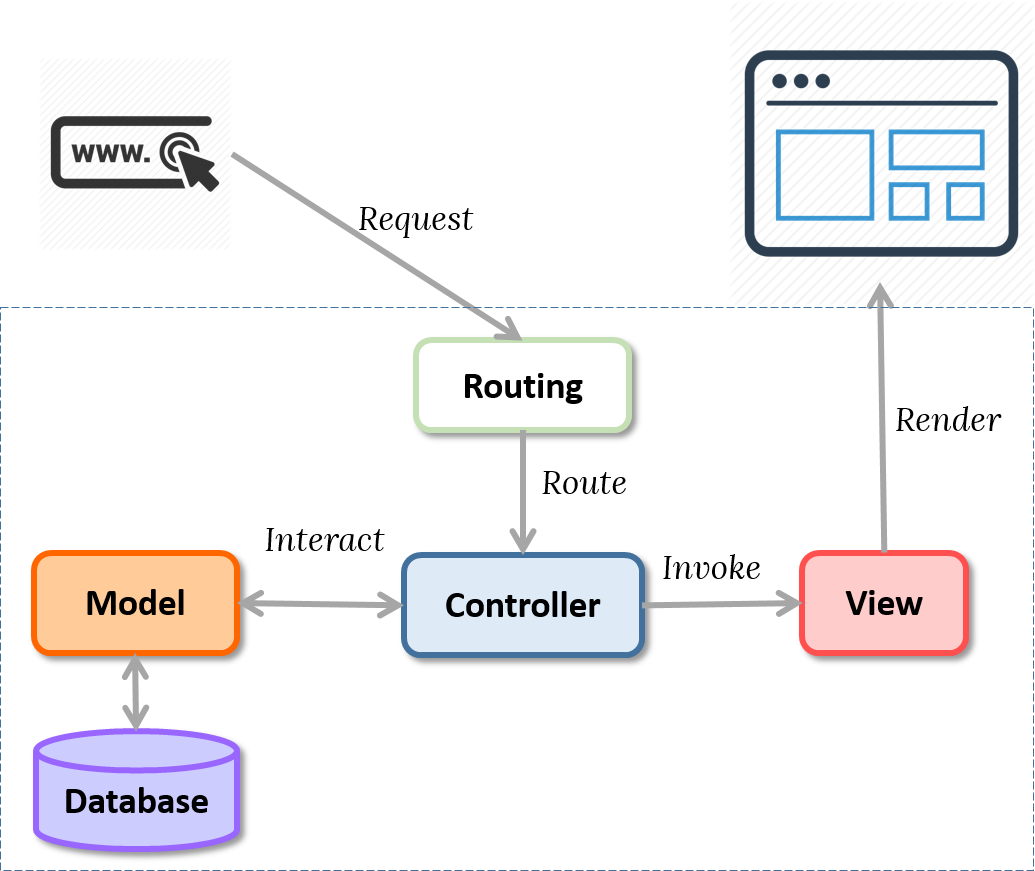 www.
Request
Routing
Render
Route
Interact
Invoke
Model
Controller
View
Database